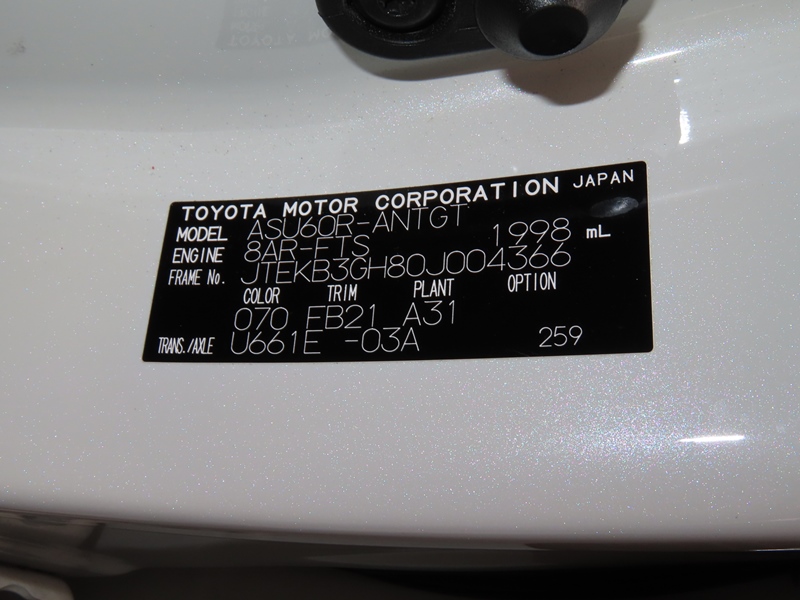 TOYOTA MOTOR CORPORATION JAPAN
MODEL ASU60R-ANTGT
ENGINE 8AR-FTS 1998 mL
FRAME No. JTEKB3GH80J004366
COLOR TRIM PLANT OPTION
070 EB21 A31
TRANS./AXLE U661E -03A 259